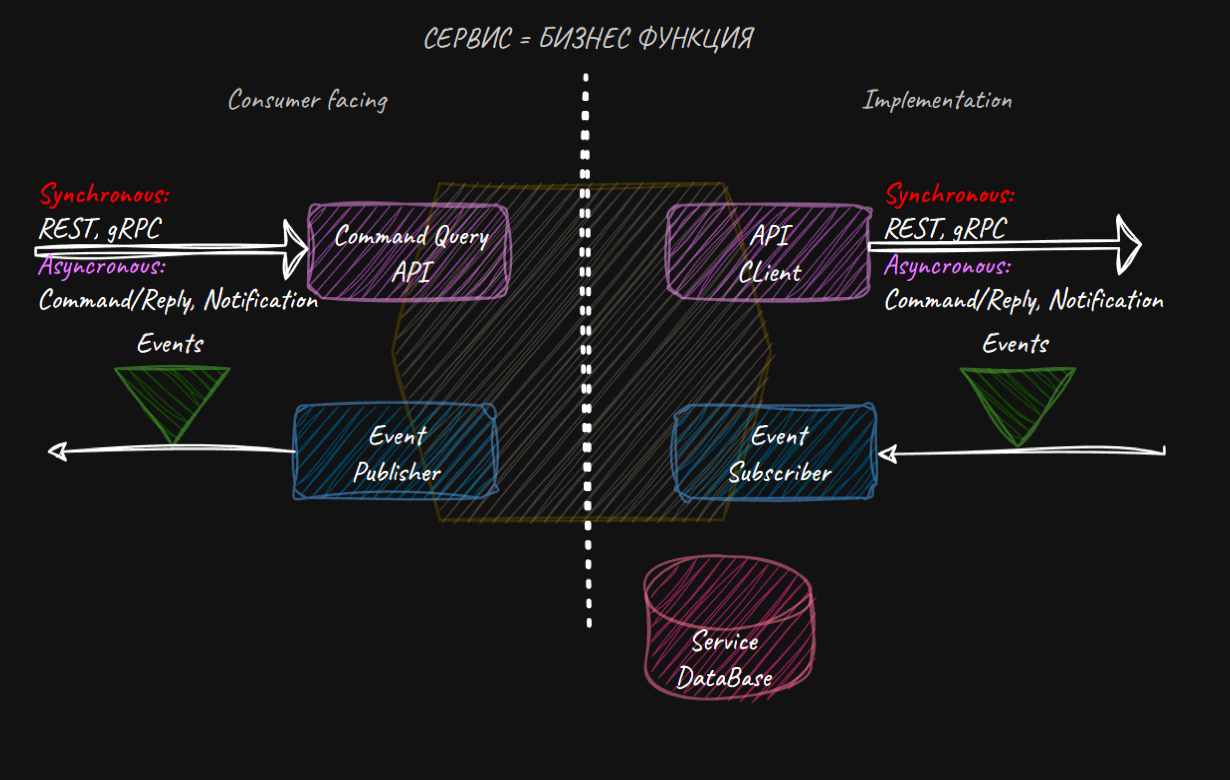 СЕРВИС = БИЗНЕС ФУНКЦИЯ
Consumer facing
Implementation
Synchronous:
REST, gRPC
Asyncronous:
Command/Reply, Notification
Command Query
API
API
CLient
Synchronous:
REST, gRPC
Asyncronous:
Command/Reply, Notification
Events
Event
Publisher
Event
Subscriber
Events
Service
DataBase